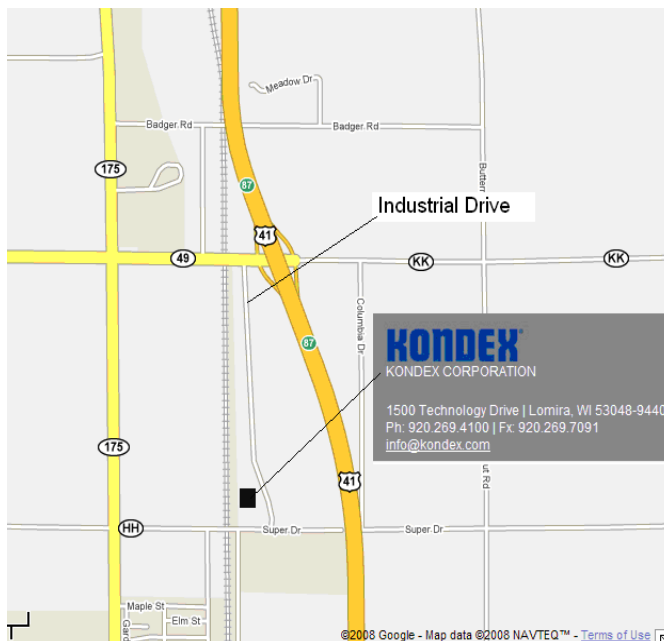 Meadow Dr
Badger Rd
Badger Rd
175
87
Industrial Drive
41
49
KK
KK
Columbia Dr
87
KONDEX
KONDEX CORPORATION
1500 Technology Drive | Lomira, WI 53048-9440
Ph: 920.269.4100 | Fx: 920.269.7091
info@kondex.com
175
41
ut Rd
HH
Super Dr
Super Dr
Maple St
Elm St
©2008 Google - Map data ©2008 NAVTEQ™ - Terms of Use